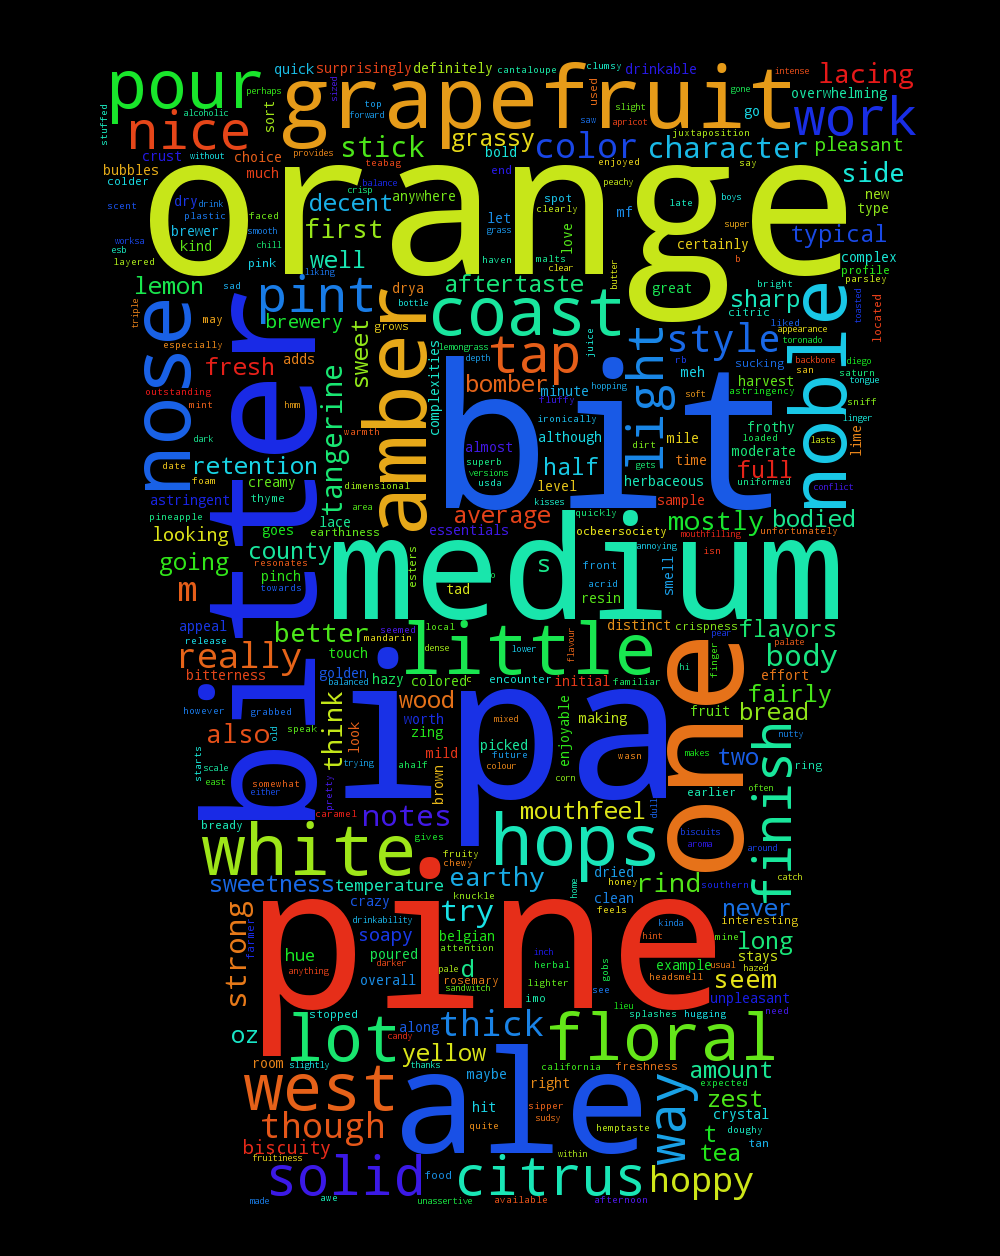 pour
quick
surprisingly
definitely
cantaloupe
clumsy
drinkable
intense
lacing
perhaps
sized
top
forward
used
gone
overwhelming
stuffed
alcoholic
sort
grapefruit
slight
go
work
nice
saw
apricot
juxtaposition
provides
stick
grassy
color
character
pleasant
crust
without
choice
teabag
bold
end
enjoyed
say
side
bubbles
much
crisp
balance
anywhere
spot
peachy
late
boys
new
type
colder
orange
scent
dry
drink
plastic
faced
decent
let
clearly
mf
super
typical
worksa
brewer
smooth
first
grass
love
certainly
b
esb
kind
chill
well
haven
malts
clear
complex
layered
pink
liking
butter
profile
parsley
lemon
sad
pint
drya
aftertaste
great
bright
sharp
citric
toasted
located
triple
nose
may
bottle
coast
juice
liked
noble
appearance
brewery
grows
style
toronado
especially
sweet
adds
amber
lemongrass
tap
light
rb
sucking
backbone
diego
fresh
complexities
depth
hopping
meh
san
saturn
outstanding
tangerine
bomber
minute
soft
harvest
astringency
tongue
mint
hmm
fluffy
bit
sniff
bitter
warmth
ironically
frothy
linger
dark
although
dirt
mile
loaded
lasts
lime
almost
moderate
date
retention
superb
half
gets
time
full
foam
creamy
dimensional
versions
usda
level
herbaceous
uniformed
conflict
astringent
thyme
area
kisses
sample
pineapple
lace
average
quickly
mostly
bodied
looking
goes
earthiness
essentials
ocbeersociety
mouthfilling
unfortunately
county
medium
annoying
isn
going
resonates
esters
s
front
smell
pinch
m
towards
tad
acrid
resin
appeal
seemed
local
distinct
crispness
flavors
release
better
mandarin
little
flavour
pear
palate
really
touch
dense
lower
one
finger
body
bitterness
golden
balanced
hazy
colored
c
encounter
initial
familiar
hi
effort
fairly
however
grabbed
think
wood
ipa
mixed
enjoyable
making
fruit
bread
also
old
speak
look
worth
zing
picked
finish
nutty
starts
mild
future
colour
wasn
makes
two
scale
trying
ahalf
corn
ring
east
somewhat
either
pretty
brown
earlier
often
bready
caramel
notes
mouthfeel
dull
biscuits
white
gives
hops
aroma
around
fruity
chewy
sweetness
temperature
earthy
dried
honey
rind
southern
catch
crazy
knuckle
home
clean
never
strong
drinkability
try
feels
interesting
farmer
soapy
belgian
kinda
hint
mine
long
hue
poured
attention
inch
pine
stays
anything
darker
pale
d
herbal
gobs
example
usual
hazed
headsmell
overall
sandwitch
rosemary
lighter
see
seem
imo
lieu
unpleasant
stopped
along
thick
splashes
hugging
need
oz
lot
candy
floral
room
slightly
yellow
thanks
california
freshness
amount
maybe
right
expected
west
ale
hit
sipper
way
zest
though
quite
sudsy
hemptaste
crystal
t
doughy
biscuity
tan
fruitiness
within
tea
solid
food
citrus
hoppy
made
awe
unassertive
available
afternoon